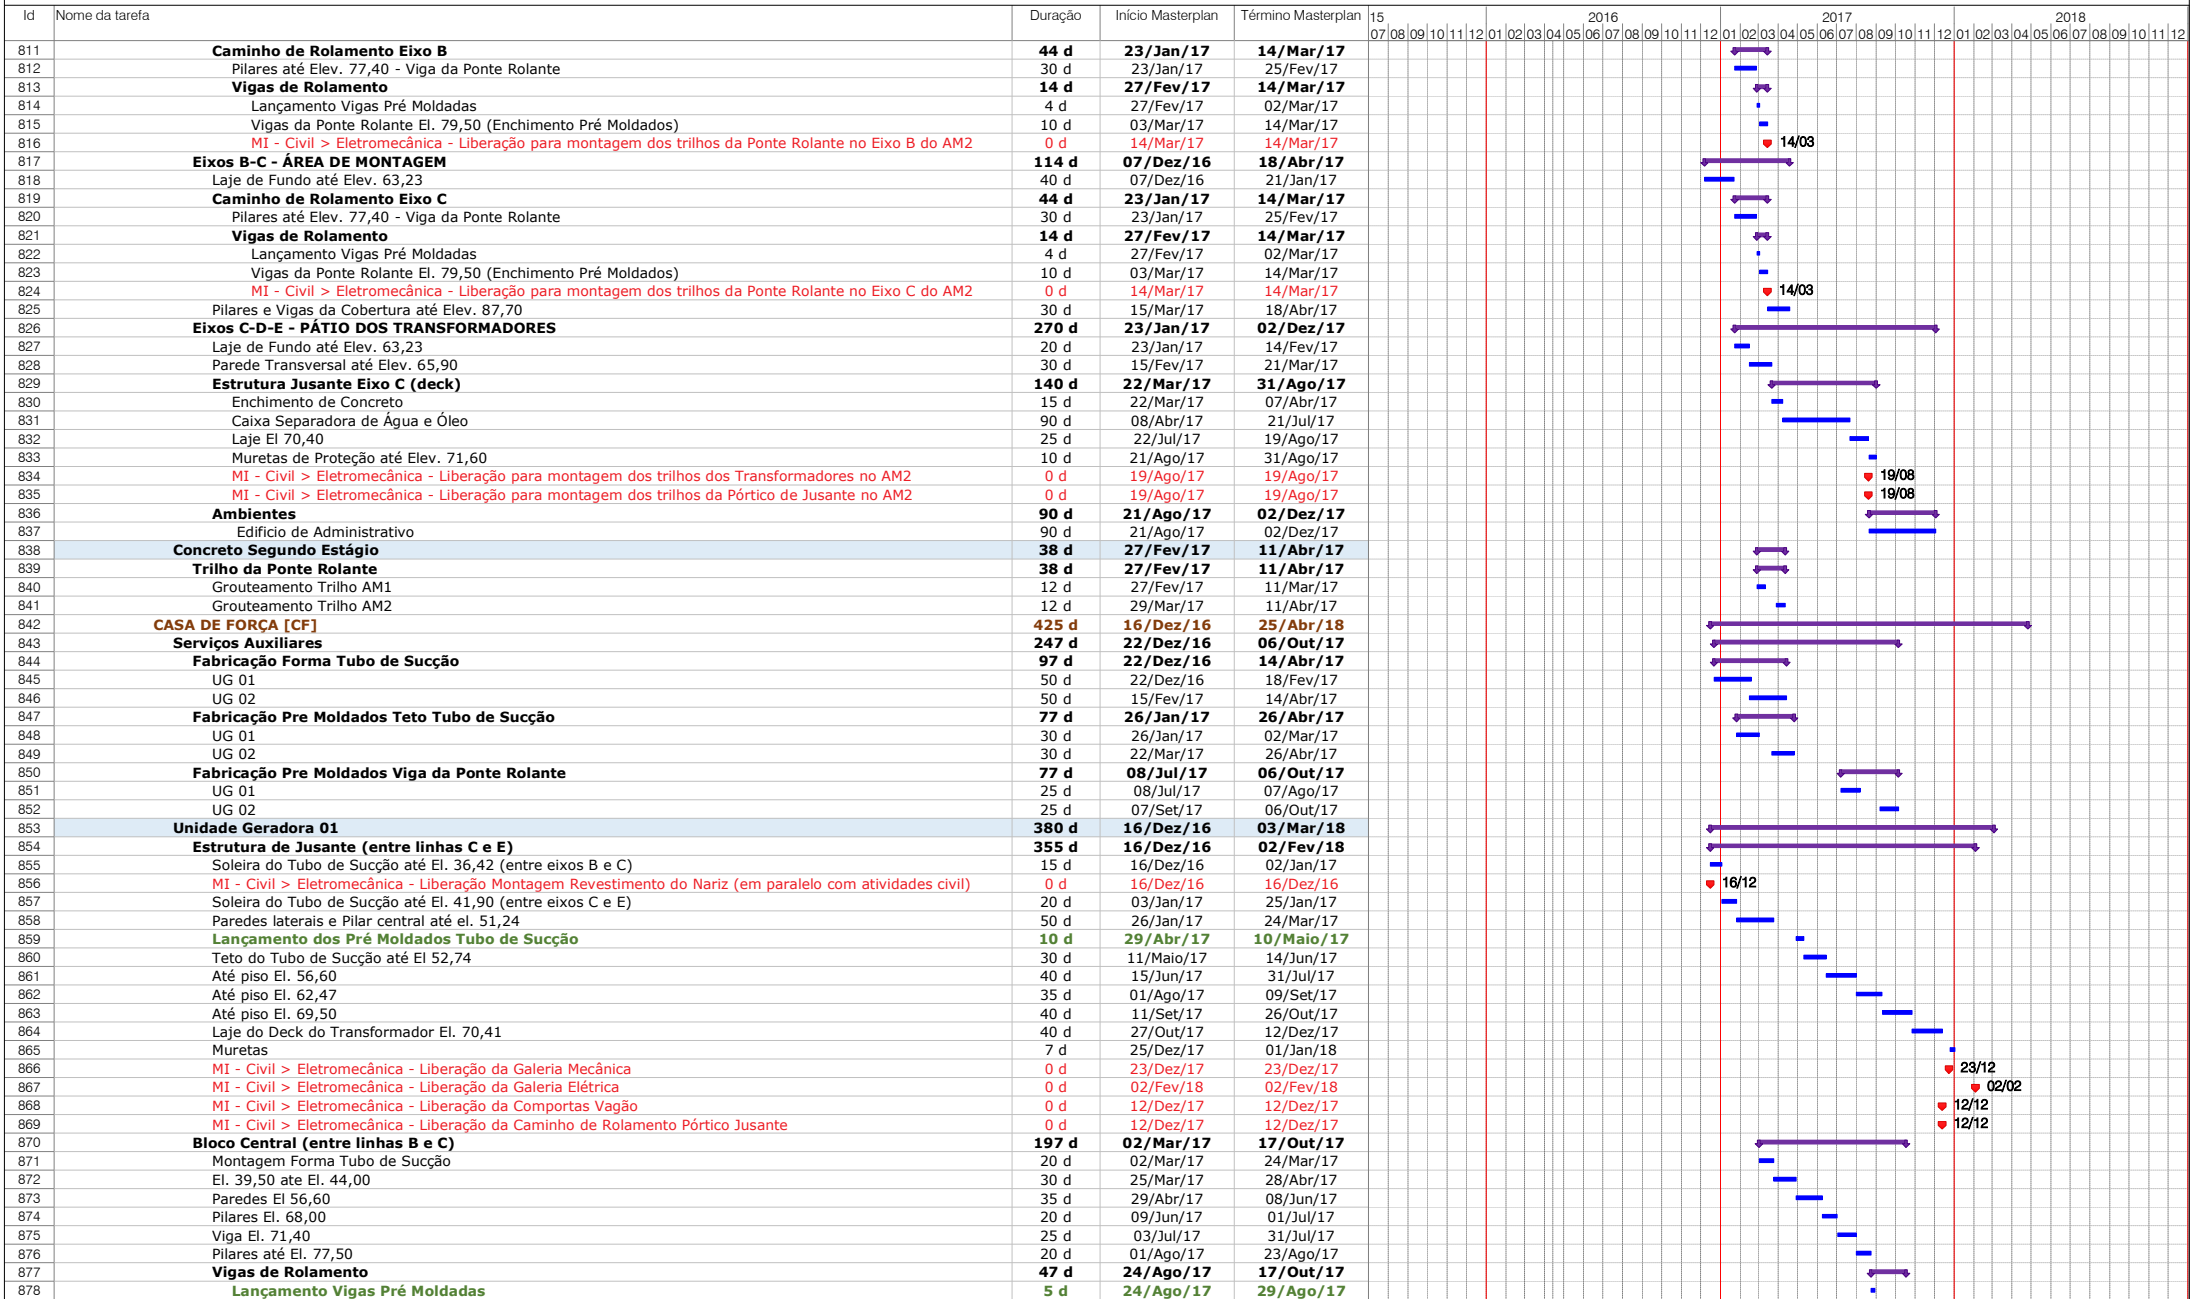 Id Nome da tarefa Duração Início Masterplan Término Masterplan 15 2016 2017 2018
07 08 09 10 11 12 01 02 03 04 05 06 07 08 09 10 11 12 01 02 03 04 05 06 07 08 09 10 11 12 01 02 03 04 05 06 07 08 09 10 11 12
811 Caminho de Rolamento Eixo B 44 d 23/Jan/17 14/Mar/17
812 Pilares até Elev. 77,40 - Viga da Ponte Rolante 30 d 23/Jan/17 25/Fev/17
813 Vigas de Rolamento 14 d 27/Fev/17 14/Mar/17
814 Lançamento Vigas Pré Moldadas 4 d 27/Fev/17 02/Mar/17
815 Vigas da Ponte Rolante El. 79,50 (Enchimento Pré Moldados) 10 d 03/Mar/17 14/Mar/17
816 MI - Civil > Eletromecânica - Liberação para montagem dos trilhos da Ponte Rolante no Eixo B do AM2 0 d 14/Mar/17 14/Mar/17 14/03
817 Eixos B-C - ÁREA DE MONTAGEM 114 d 07/Dez/16 18/Abr/17
818 Laje de Fundo até Elev. 63,23 40 d 07/Dez/16 21/Jan/17
819 Caminho de Rolamento Eixo C 44 d 23/Jan/17 14/Mar/17
820 Pilares até Elev. 77,40 - Viga da Ponte Rolante 30 d 23/Jan/17 25/Fev/17
821 Vigas de Rolamento 14 d 27/Fev/17 14/Mar/17
822 Lançamento Vigas Pré Moldadas 4 d 27/Fev/17 02/Mar/17
823 Vigas da Ponte Rolante El. 79,50 (Enchimento Pré Moldados) 10 d 03/Mar/17 14/Mar/17
824 MI - Civil > Eletromecânica - Liberação para montagem dos trilhos da Ponte Rolante no Eixo C do AM2 0 d 14/Mar/17 14/Mar/17 14/03
825 Pilares e Vigas da Cobertura até Elev. 87,70 30 d 15/Mar/17 18/Abr/17
826 Eixos C-D-E - PÁTIO DOS TRANSFORMADORES 270 d 23/Jan/17 02/Dez/17
827 Laje de Fundo até Elev. 63,23 20 d 23/Jan/17 14/Fev/17
828 Parede Transversal até Elev. 65,90 30 d 15/Fev/17 21/Mar/17
829 Estrutura Jusante Eixo C (deck) 140 d 22/Mar/17 31/Ago/17
830 Enchimento de Concreto 15 d 22/Mar/17 07/Abr/17
831 Caixa Separadora de Água e Óleo 90 d 08/Abr/17 21/Jul/17
832 Laje El 70,40 25 d 22/Jul/17 19/Ago/17
833 Muretas de Proteção até Elev. 71,60 10 d 21/Ago/17 31/Ago/17
834 MI - Civil > Eletromecânica - Liberação para montagem dos trilhos dos Transformadores no AM2 0 d 19/Ago/17 19/Ago/17 19/08
835 MI - Civil > Eletromecânica - Liberação para montagem dos trilhos da Pórtico de Jusante no AM2 0 d 19/Ago/17 19/Ago/17 19/08
836 Ambientes 90 d 21/Ago/17 02/Dez/17
837 Edificio de Administrativo 90 d 21/Ago/17 02/Dez/17
838 Concreto Segundo Estágio 38 d 27/Fev/17 11/Abr/17
839 Trilho da Ponte Rolante 38 d 27/Fev/17 11/Abr/17
840 Grouteamento Trilho AM1 12 d 27/Fev/17 11/Mar/17
841 Grouteamento Trilho AM2 12 d 29/Mar/17 11/Abr/17
842 CASA DE FORÇA [CF] 425 d 16/Dez/16 25/Abr/18
843 Serviços Auxiliares 247 d 22/Dez/16 06/Out/17
844 Fabricação Forma Tubo de Sucção 97 d 22/Dez/16 14/Abr/17
845 UG 01 50 d 22/Dez/16 18/Fev/17
846 UG 02 50 d 15/Fev/17 14/Abr/17
847 Fabricação Pre Moldados Teto Tubo de Sucção 77 d 26/Jan/17 26/Abr/17
848 UG 01 30 d 26/Jan/17 02/Mar/17
849 UG 02 30 d 22/Mar/17 26/Abr/17
850 Fabricação Pre Moldados Viga da Ponte Rolante 77 d 08/Jul/17 06/Out/17
851 UG 01 25 d 08/Jul/17 07/Ago/17
852 UG 02 25 d 07/Set/17 06/Out/17
853 Unidade Geradora 01 380 d 16/Dez/16 03/Mar/18
854 Estrutura de Jusante (entre linhas C e E) 355 d 16/Dez/16 02/Fev/18
855 Soleira do Tubo de Sucção até El. 36,42 (entre eixos B e C) 15 d 16/Dez/16 02/Jan/17
856 MI - Civil > Eletromecânica - Liberação Montagem Revestimento do Nariz (em paralelo com atividades civil) 0 d 16/Dez/16 16/Dez/16 16/12
857 Soleira do Tubo de Sucção até El. 41,90 (entre eixos C e E) 20 d 03/Jan/17 25/Jan/17
858 Paredes laterais e Pilar central até el. 51,24 50 d 26/Jan/17 24/Mar/17
859 Lançamento dos Pré Moldados Tubo de Sucção 10 d 29/Abr/17 10/Maio/17
860 Teto do Tubo de Sucção até El 52,74 30 d 11/Maio/17 14/Jun/17
861 Até piso El. 56,60 40 d 15/Jun/17 31/Jul/17
862 Até piso El. 62,47 35 d 01/Ago/17 09/Set/17
863 Até piso El. 69,50 40 d 11/Set/17 26/Out/17
864 Laje do Deck do Transformador El. 70,41 40 d 27/Out/17 12/Dez/17
865 Muretas 7 d 25/Dez/17 01/Jan/18
866 MI - Civil > Eletromecânica - Liberação da Galeria Mecânica 0 d 23/Dez/17 23/Dez/17 23/12
867 MI - Civil > Eletromecânica - Liberação da Galeria Elétrica 0 d 02/Fev/18 02/Fev/18 02/02
868 MI - Civil > Eletromecânica - Liberação da Comportas Vagão 0 d 12/Dez/17 12/Dez/17 12/12
869 MI - Civil > Eletromecânica - Liberação da Caminho de Rolamento Pórtico Jusante 0 d 12/Dez/17 12/Dez/17 12/12
870 Bloco Central (entre linhas B e C) 197 d 02/Mar/17 17/Out/17
871 Montagem Forma Tubo de Sucção 20 d 02/Mar/17 24/Mar/17
872 El. 39,50 ate El. 44,00 30 d 25/Mar/17 28/Abr/17
873 Paredes El 56,60 35 d 29/Abr/17 08/Jun/17
874 Pilares El. 68,00 20 d 09/Jun/17 01/Jul/17
875 Viga El. 71,40 25 d 03/Jul/17 31/Jul/17
876 Pilares até El. 77,50 20 d 01/Ago/17 23/Ago/17
877 Vigas de Rolamento 47 d 24/Ago/17 17/Out/17
878 Lançamento Vigas Pré Moldadas 5 d 24/Ago/17 29/Ago/17